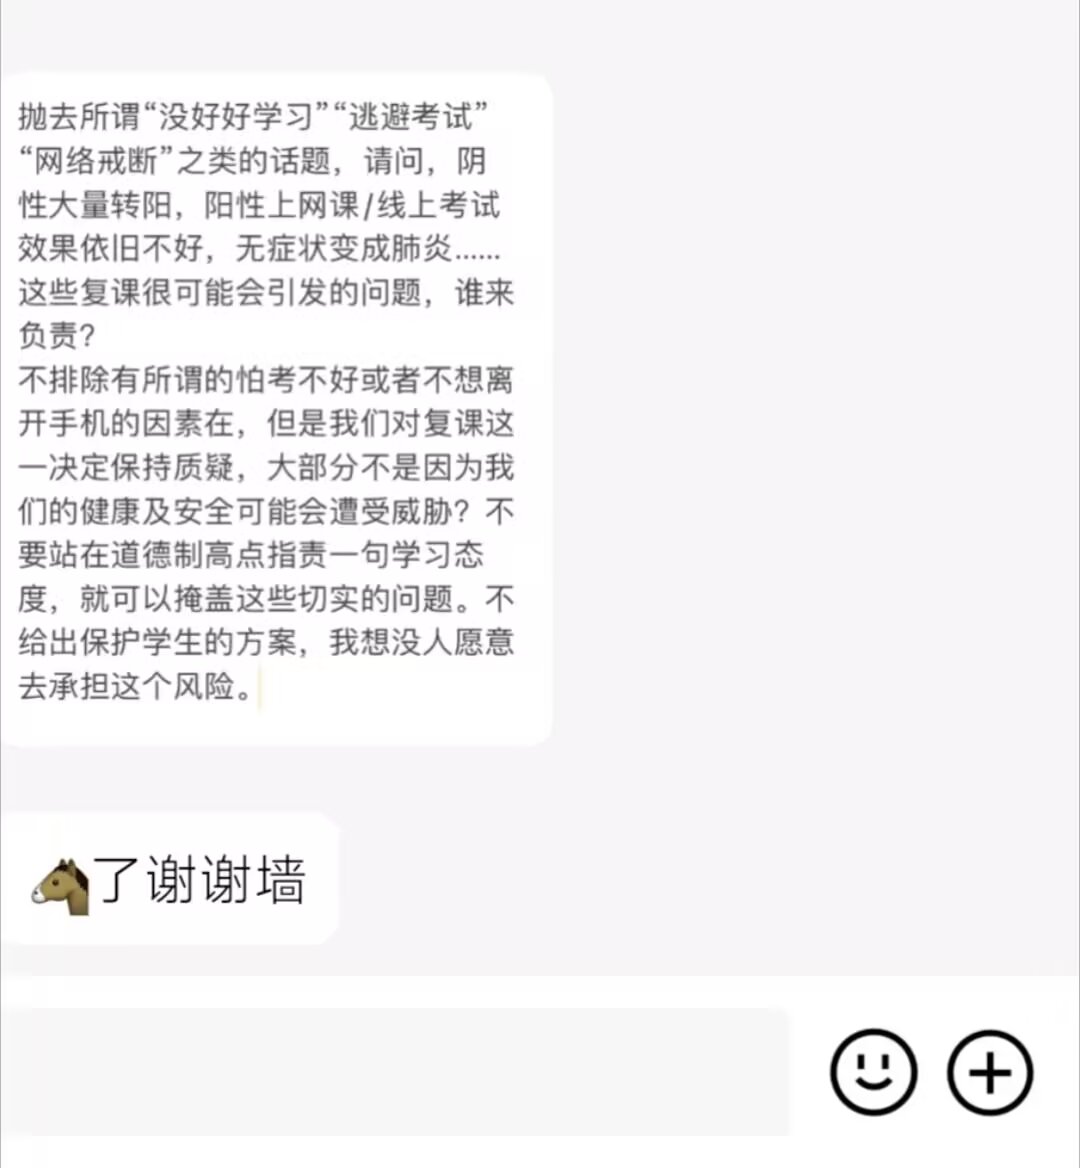 抛去所谓“没好好学习”“逃避考试”
“网络戒断”之类的话题，请问，阴
性大量转阳，阳性上网课/线上考试
效果依旧不好，无症状变成肺炎……
这些复课很可能会引发的问题，谁来
负责？
不排除有所谓的怕考不好或者不想离
开手机的因素在，但是我们对复课这
一决定保持质疑，大部分不是因为我
们的健康及安全可能会遭受威胁？不
要站在道德制高点指责一句学习态
度，就可以掩盖这些切实的问题。不
给出保护学生的方案，我想没人愿意
去承担这个风险。
🐴了谢谢墙